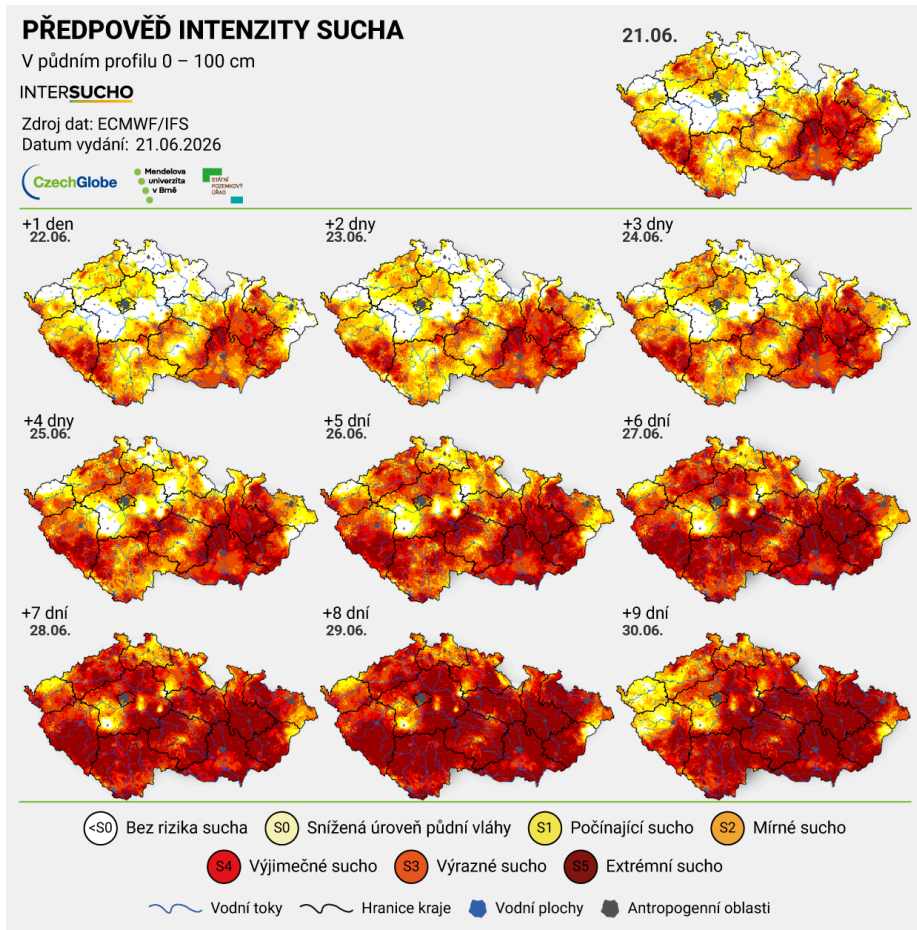 PŘEDPOVĚĎ INTENZITY SUCHA
V půdním profilu 0 – 100 cm
INTERSUCHO
Zdroj dat: ECMWF/IFS
Datum vydání: 21.06.2026
CzechGlobe
Mendelova
univerzita
v Brně
STÁTNÍ
POZEMKOVÝ
ÚŘAD
21.06.
+1 den
22.06.
+2 dny
23.06.
+3 dny
24.06.
+4 dny
25.06.
+5 dní
26.06.
+6 dní
27.06.
+7 dní
28.06.
+8 dní
29.06.
+9 dní
30.06.
<S0 Bez rizika sucha
S0 Snížená úroveň půdní vláhy
S1 Počínající sucho
S2 Mírné sucho
S4 Výjimečné sucho
S3 Výrazné sucho
S5 Extrémní sucho
Vodní toky
Hranice kraje
Vodní plochy
Antropogenní oblasti